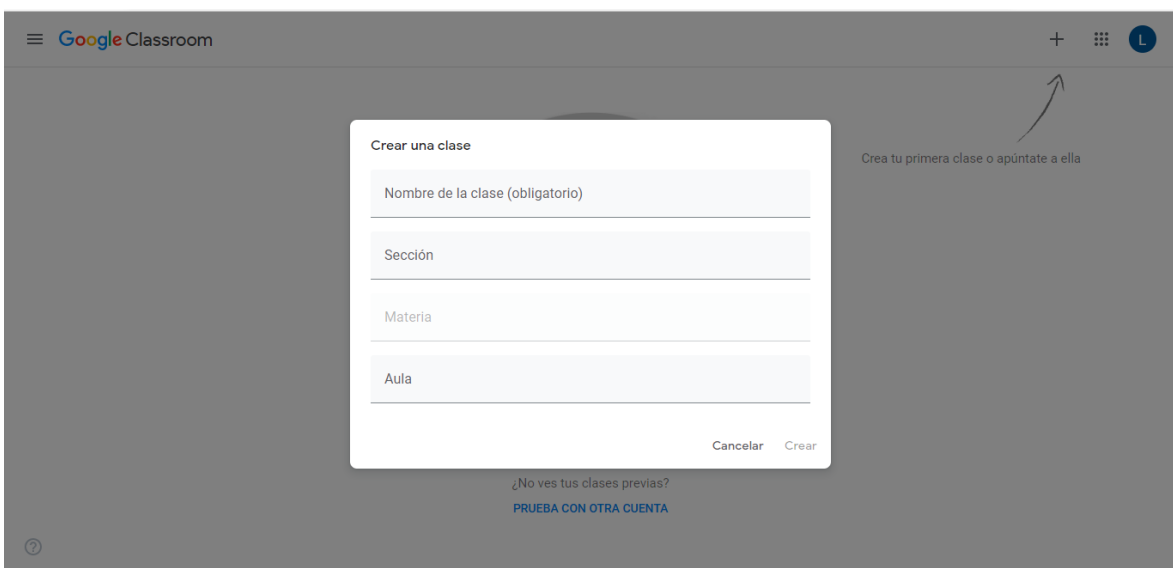 Google Classroom
L
Crea tu primera clase o apúntate a ella
Crear una clase
Nombre de la clase (obligatorio)
Sección
Materia
Aula
Cancelar Crear
¿No ves tus clases previas?
PRUEBA CON OTRA CUENTA